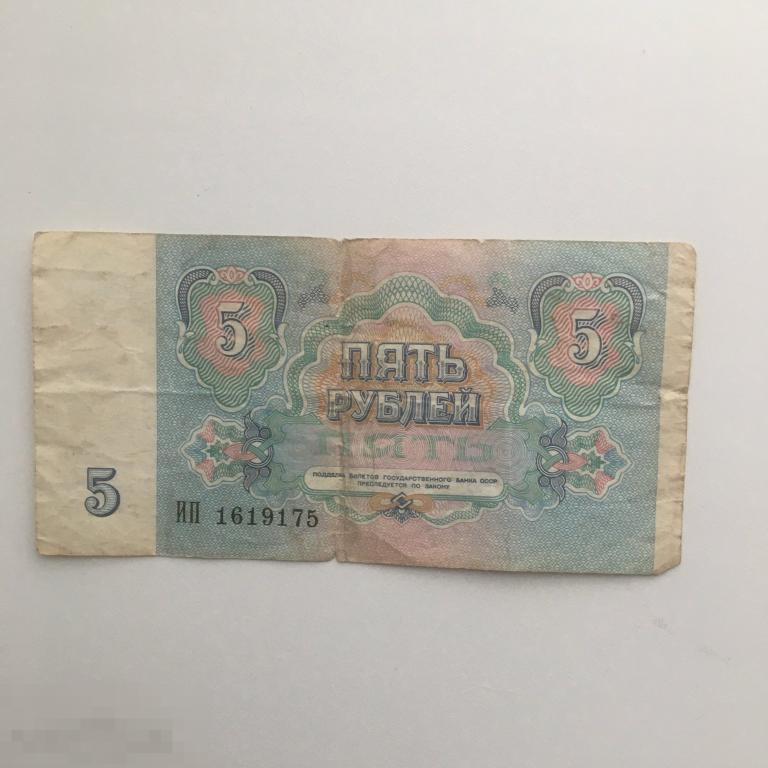 5 5
ПЯТЬ
РУБЛЕЙ
ПОДДЕЛКА БИЛЕТОВ ГОСУДАРСТВЕННОГО БАНКА СССР
ПРЕСЛЕДУЕТСЯ ПО ЗАКОНУ
5
ИП 1619175